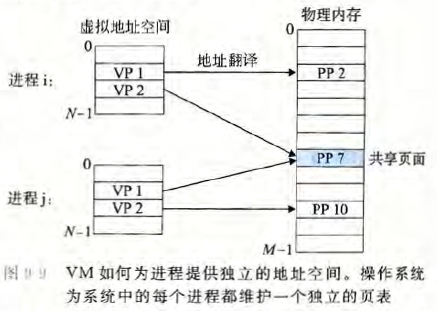 虚拟地址空间
物理内存
0
0
地址翻译
进程i:
VP 1
PP 2
VP 2
N-1
PP 7
共享页面
0
进程j:
VP 1
VP 2
PP 10
N-1
M-1
图 9-9 VM 如何为进程提供独立的地址空间。操作系统
为系统中的每个进程都维护一个独立的页表